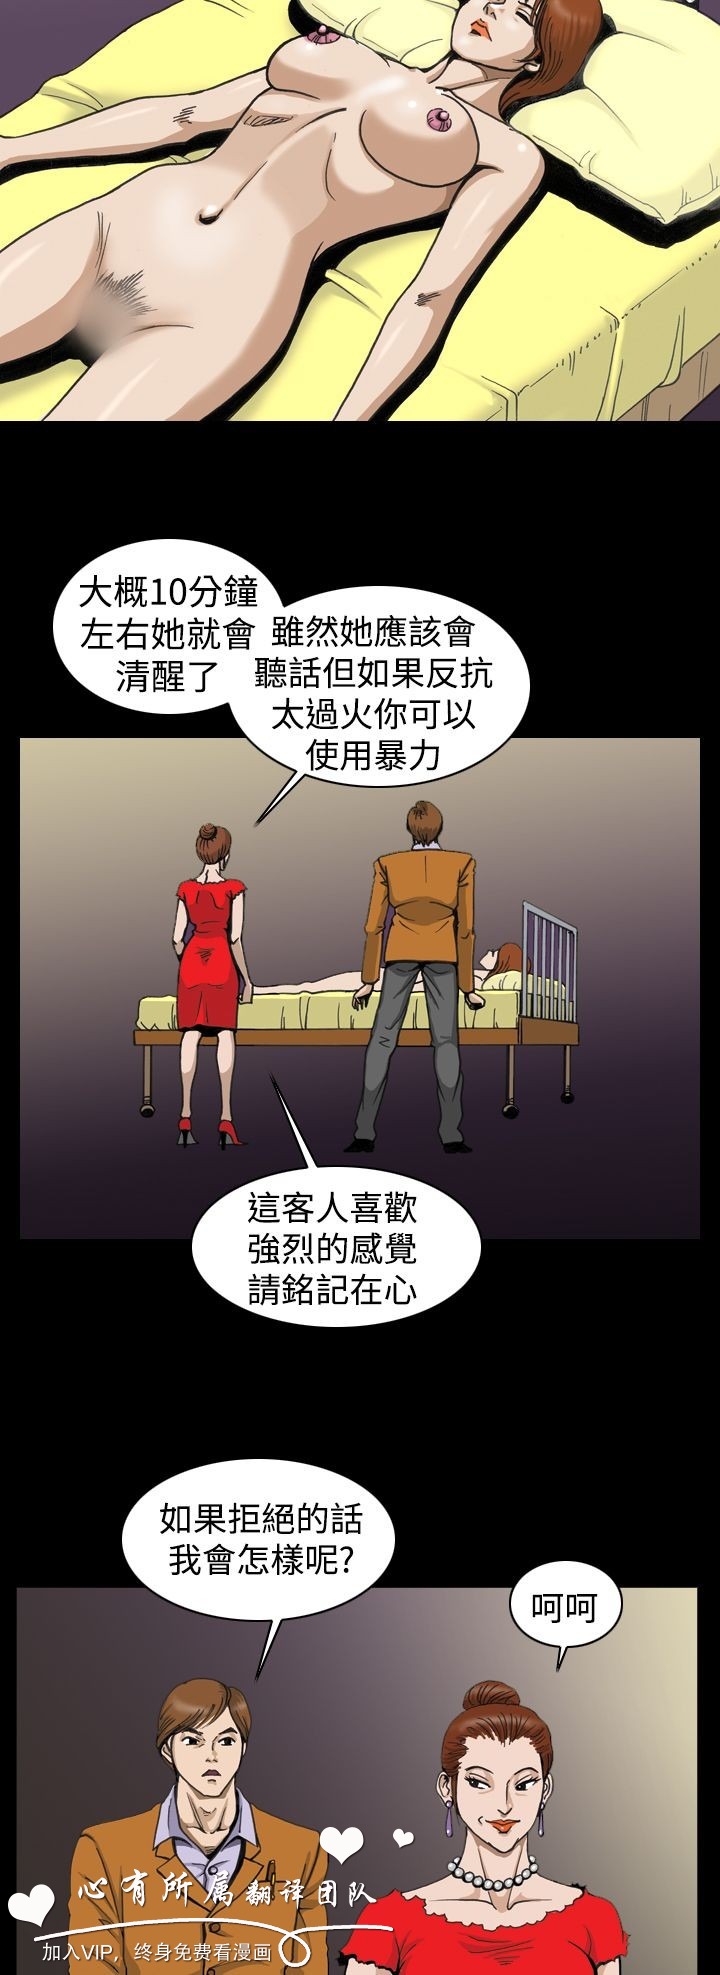 大概10分鐘
左右她就會
清醒了
雖然她應該會
聽話但如果反抗
太過火你可以
使用暴力
這客人喜歡
強烈的感覺
請銘記在心
如果拒絕的話
我會怎樣呢?
呵呵
心有所属翻译团队
加入VIP，终身免费看漫画